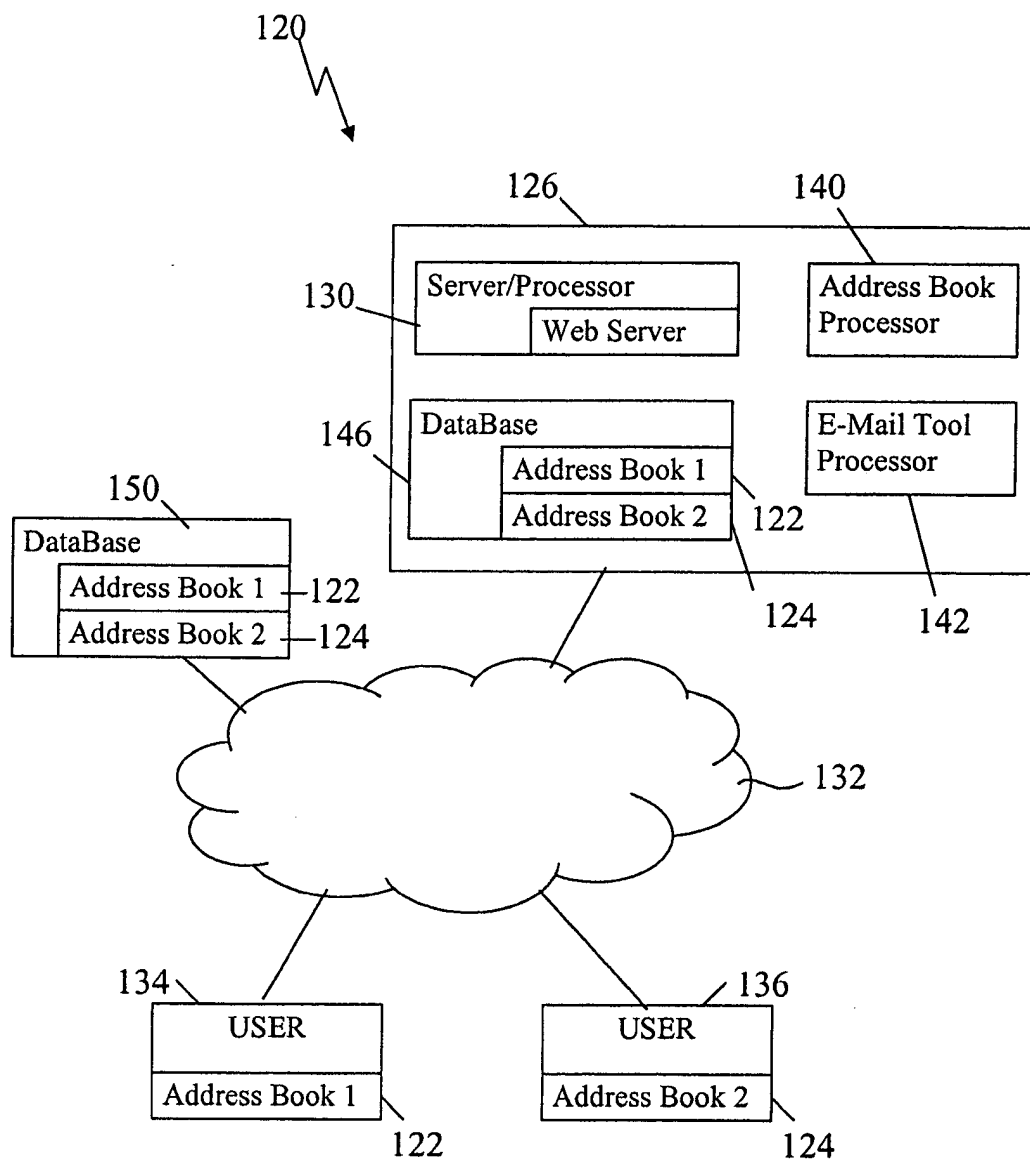 120
126
140
Server/Processor
130
Web Server
Address Book
Processor
146
DataBase
Address Book 1
Address Book 2
122
124
E-Mail Tool
Processor
142
150
DataBase
Address Book 1
122
Address Book 2
124
132
134
USER
Address Book 1
122
136
USER
Address Book 2
124